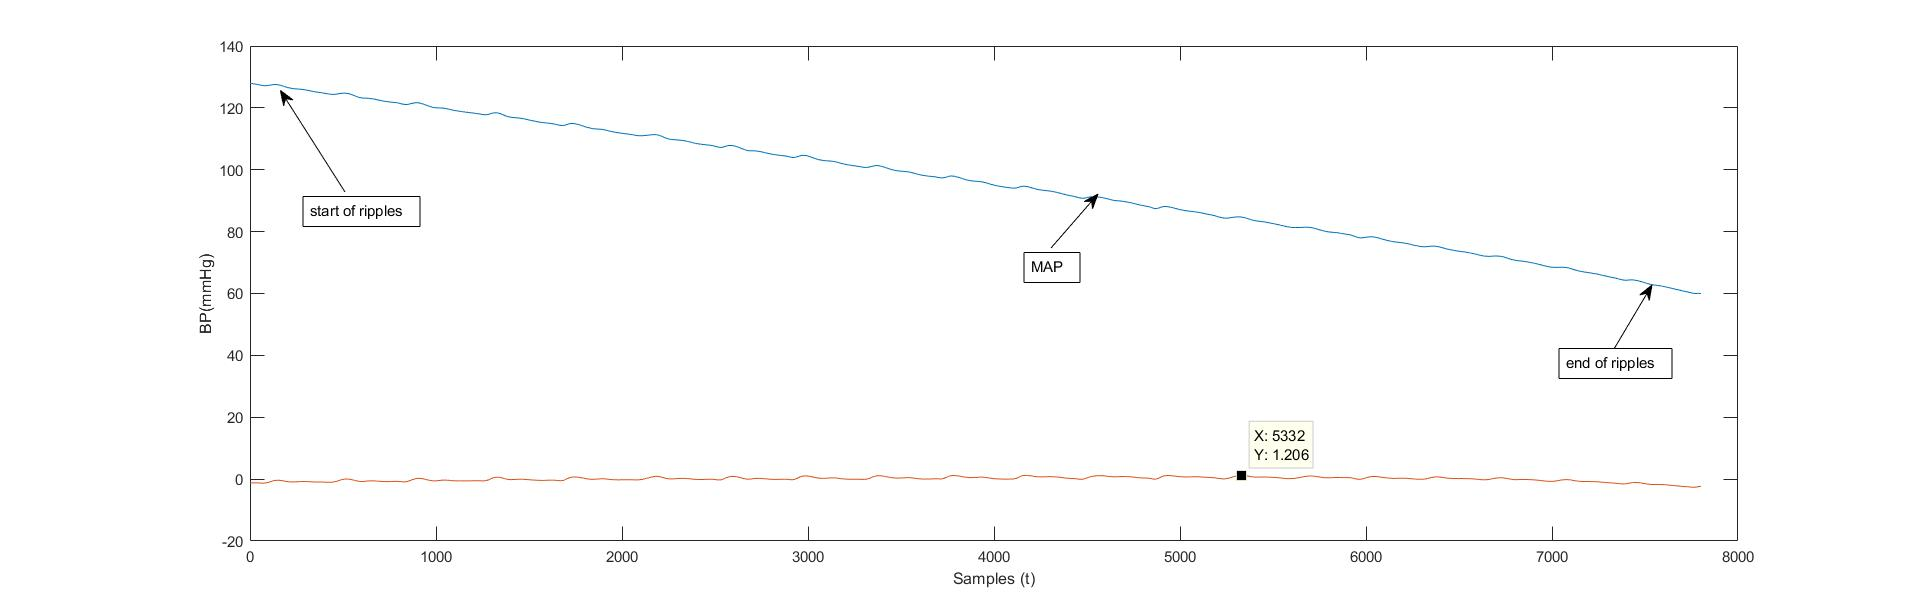 140
120
100
80
60
40
20
0
-20
BP(mmHg)
start of ripples
MAP
end of ripples
X: 5332
Y: 1.206
0 1000 2000 3000 4000 5000 6000 7000 8000
Samples (t)